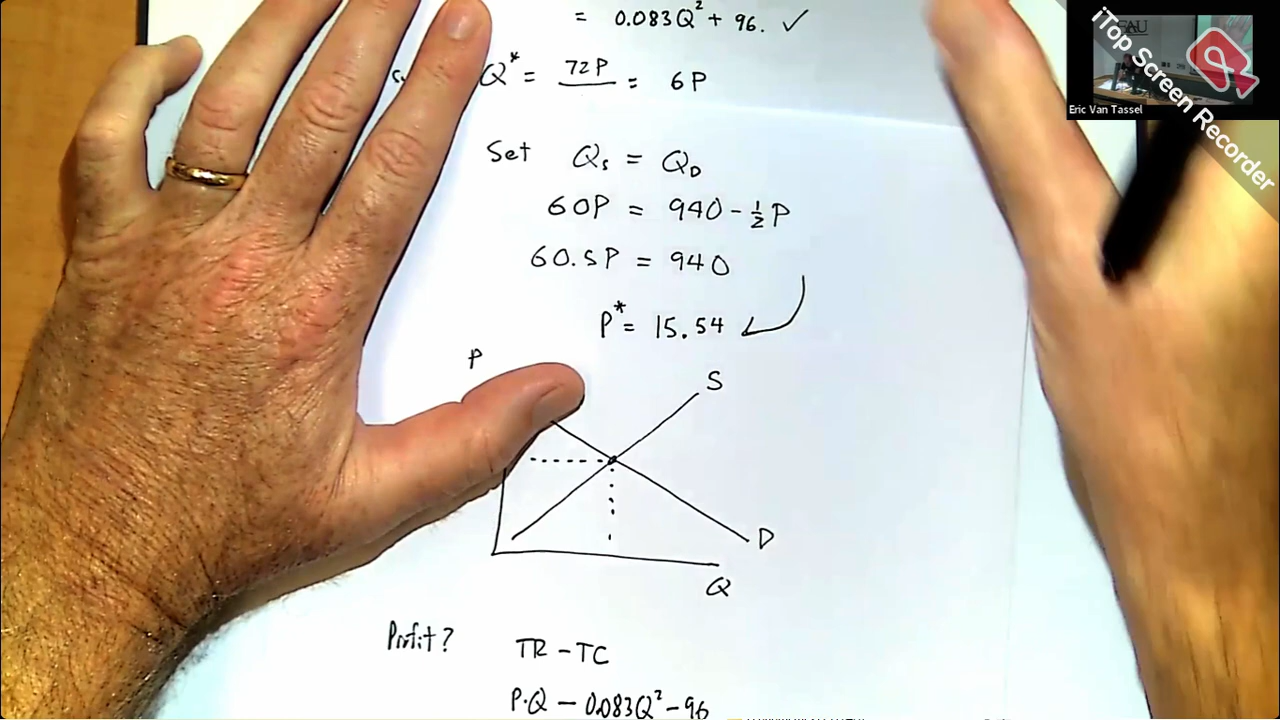 = 0.083Q² + 96. ✓
Q* = 72P = 6P
Set Qs = QD
60P = 940 - ½P
60.5P = 940
P* = 15.54
P
S
D
Q
Profit? TR - TC
P·Q - 0.083Q² - 96
FAU
Eric Van Tassel
iTop Screen Recorder